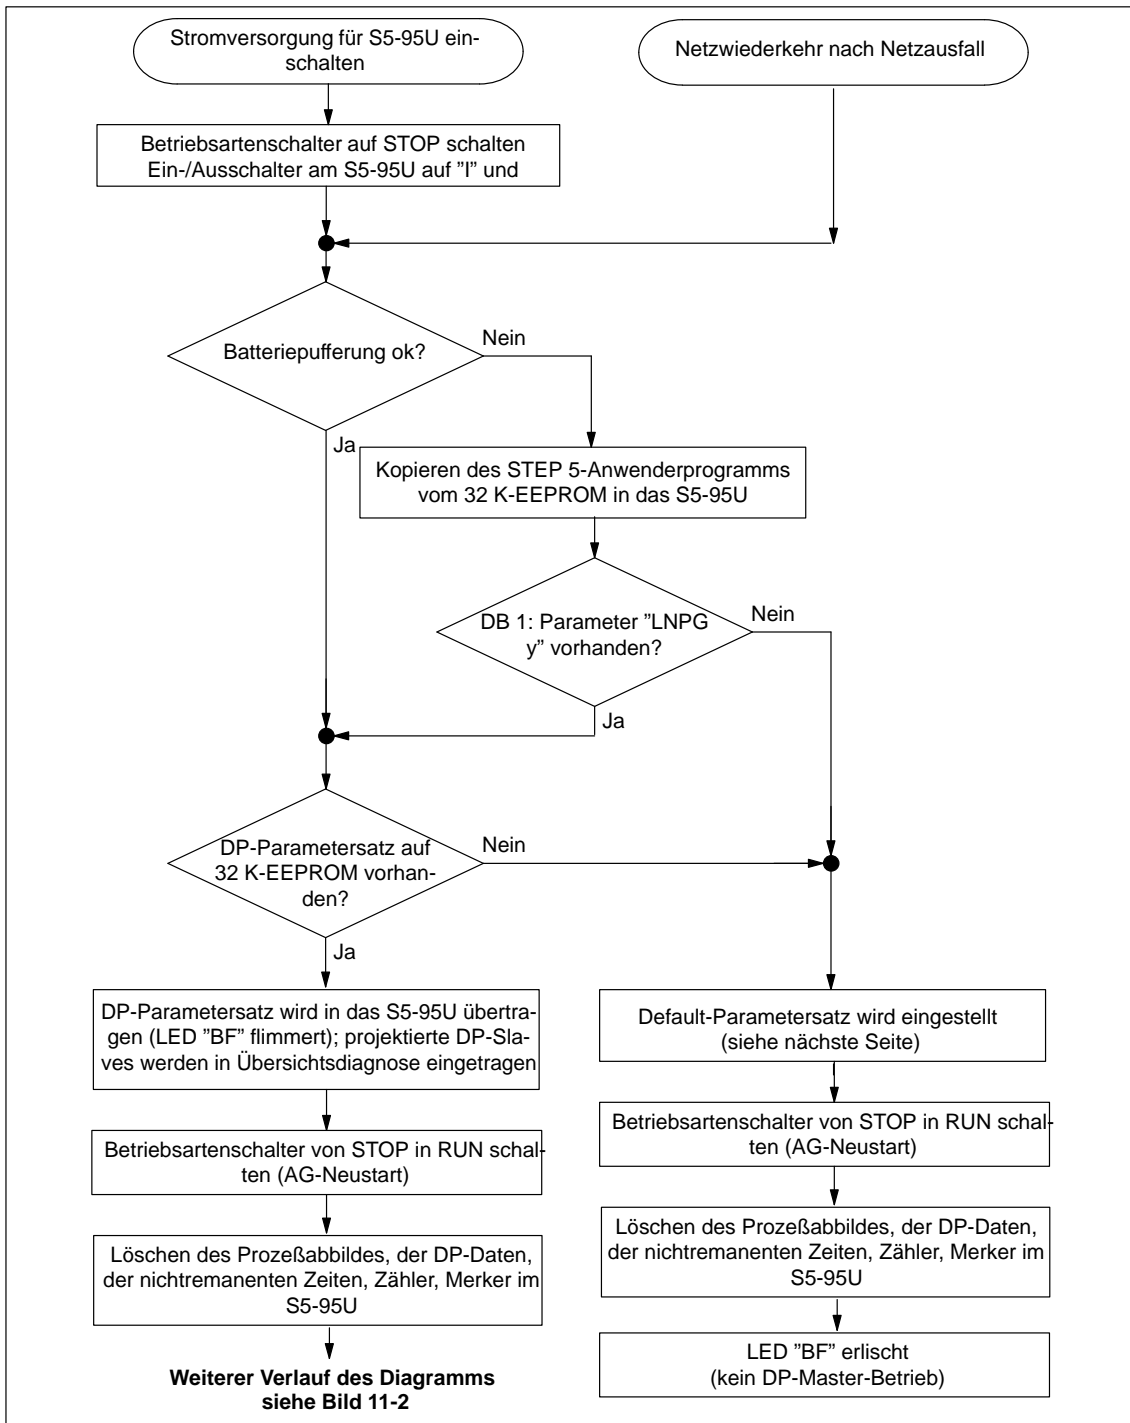 Stromversorgung für S5-95U ein-
schalten
Netzwiederkehr nach Netzausfall
Betriebsartenschalter auf STOP schalten
Ein-/Ausschalter am S5-95U auf ”I” und
Batteriepufferung ok?
Nein
Ja
Kopieren des STEP 5-Anwenderprogramms
vom 32 K-EEPROM in das S5-95U
DB 1: Parameter ”LNPG
y” vorhanden?
Nein
Ja
DP-Parametersatz auf
32 K-EEPROM vorhan-
den?
Nein
Ja
DP-Parametersatz wird in das S5-95U übertra-
gen (LED ”BF” flimmert); projektierte DP-Sla-
ves werden in Übersichtsdiagnose eingetragen
Default-Parametersatz wird eingestellt
(siehe nächste Seite)
Betriebsartenschalter von STOP in RUN schal-
ten (AG-Neustart)
Betriebsartenschalter von STOP in RUN schal-
ten (AG-Neustart)
Löschen des Prozeßabbildes, der DP-Daten,
der nichtremanenten Zeiten, Zähler, Merker im
S5-95U
Löschen des Prozeßabbildes, der DP-Daten,
der nichtremanenten Zeiten, Zähler, Merker im
S5-95U
LED ”BF” erlischt
(kein DP-Master-Betrieb)
Weiterer Verlauf des Diagramms
siehe Bild 11-2